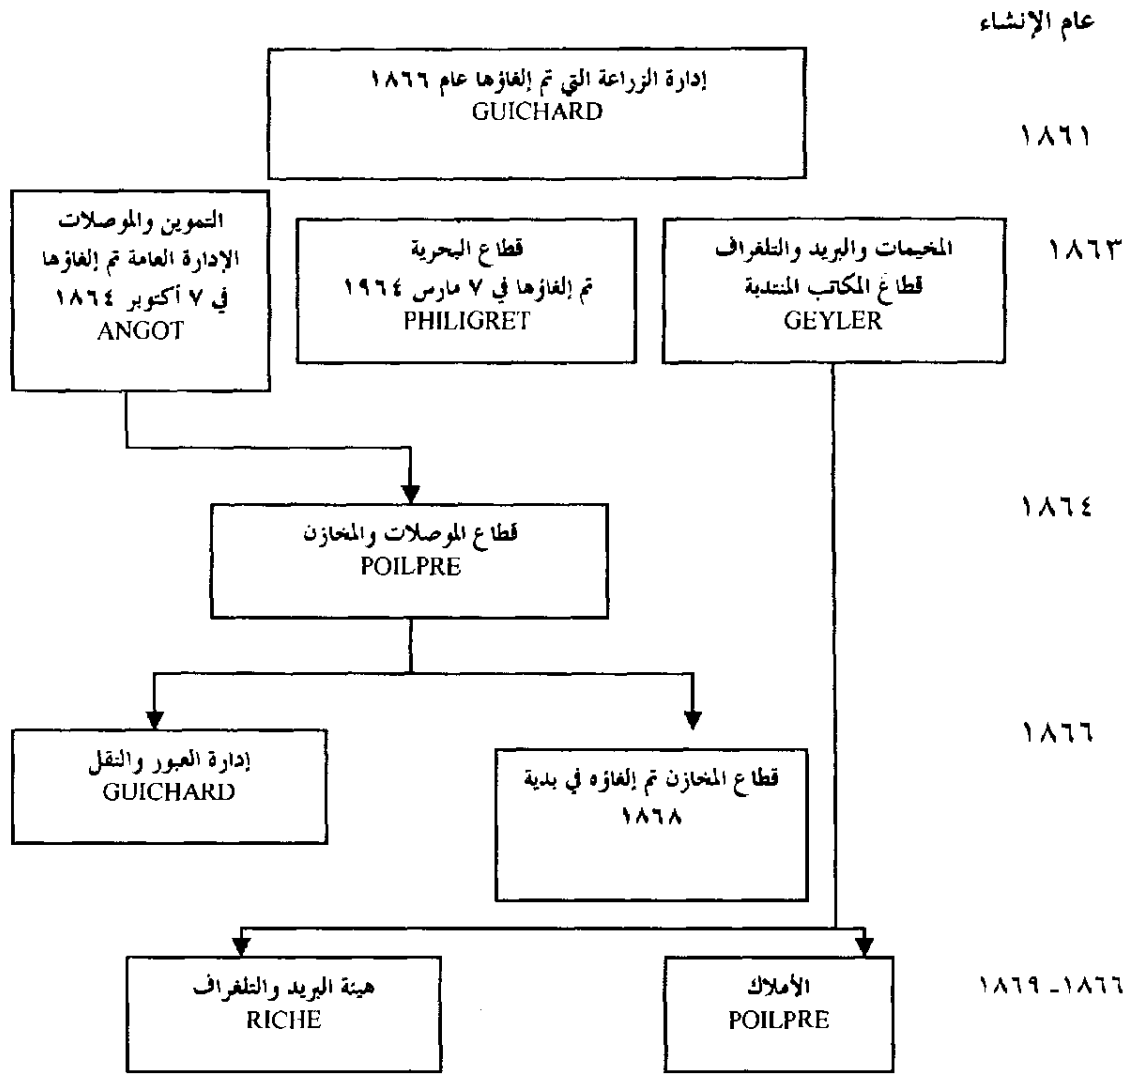 عام الإنشاء
إدارة الزراعة التي تم إلغاؤها عام ١٨٦٦
GUICHARD
١٨٦١
المخيمات والبريد والتلغراف
قطاغ المكاتب المنتدبة
GEYLER
قطاع البحرية
تم إلغاؤها في ٧ مارس ١٩٦٤
PHILIGRET
التموين والموصلات
الإدارة العامة تم إلغاؤها
في ٧ أكتوبر ١٨٦٤
ANGOT
١٨٦٣
قطاع الموصلات والمخازن
POILPRE
١٨٦٤
قطاع المخازن تم إلغاؤه في بدية
١٨٦٨
إدارة العبور والنقل
GUICHARD
١٨٦٦
الأملاك
POILPRE
هيئة البريد والتلغراف
RICHE
١٨٦٦ـ ١٨٦٩